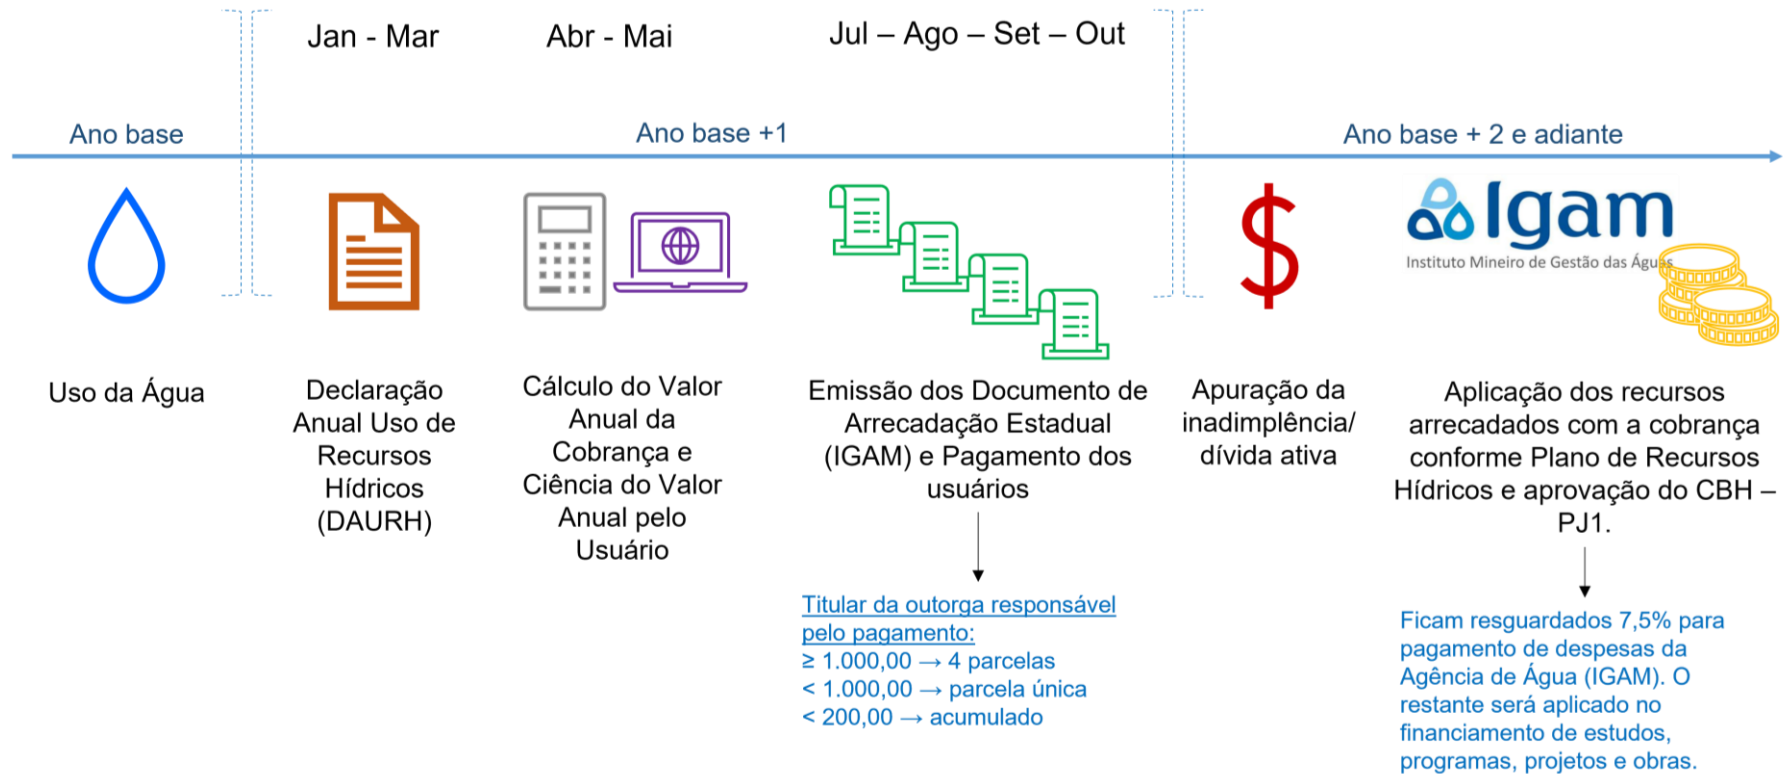 Jan - Mar
Abr - Mai
Jul – Ago – Set – Out
Ano base
Ano base +1
Ano base + 2 e adiante
Igam
Instituto Mineiro de Gestão das Águas
Uso da Água
Declaração
Anual Uso de
Recursos
Hídricos
(DAURH)
Cálculo do Valor
Anual da
Cobrança e
Ciência do Valor
Anual pelo
Usuário
Emissão dos Documento de
Arrecadação Estadual
(IGAM) e Pagamento dos
usuários
Titular da outorga responsável
pelo pagamento:
≥ 1.000,00 → 4 parcelas
< 1.000,00 → parcela única
< 200,00 → acumulado
Apuração da
inadimplência/
dívida ativa
Aplicação dos recursos
arrecadados com a cobrança
conforme Plano de Recursos
Hídricos e aprovação do CBH –
PJ1.
Ficam resguardados 7,5% para
pagamento de despesas da
Agência de Água (IGAM). O
restante será aplicado no
financiamento de estudos,
programas, projetos e obras.